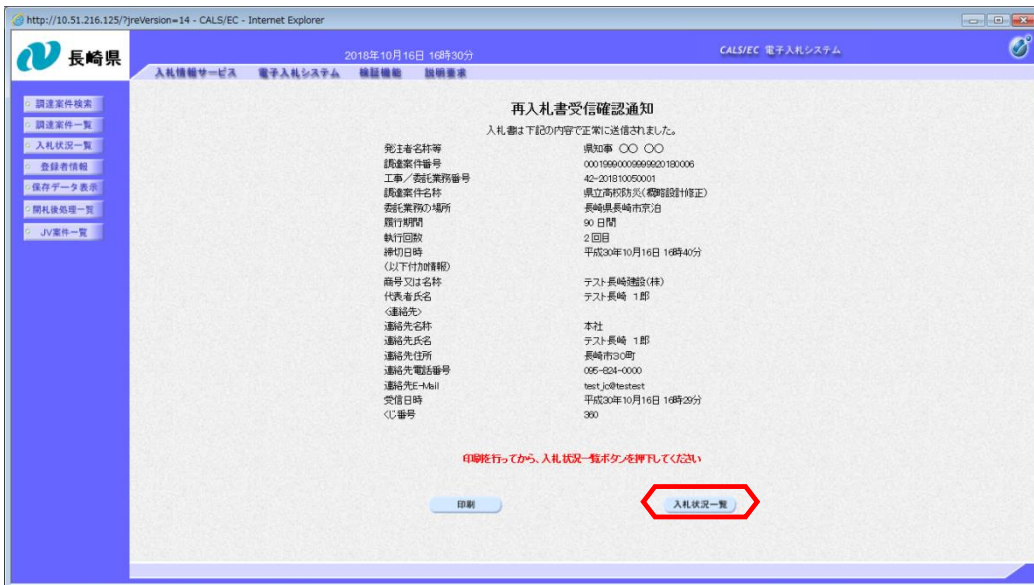 http://10.51.216.125/?jreVersion=14 - CALS/EC - Internet Explorer
長崎県
2018年10月16日 16時30分
CALS/EC 電子入札システム
入札情報サービス 電子入札システム 検証機能 説明要求
調達案件検索
調達案件一覧
入札状況一覧
登録者情報
保存データ表示
開札後処理一覧
JV案件一覧
再入札書受信確認通知
入札書は下記の内容で正常に送信されました。
発注者名称等 県知事 ○○ ○○
調達案件番号 00019990009999920180006
工事／委託業務番号 42-201810050001
調達案件名称 県立高校防災(概略設計修正)
委託業務の場所 長崎県長崎市京泊
履行期間 90 日間
執行回数 2 回目
締切日時 平成30年10月16日 16時40分
(以下付加情報)
商号又は名称 テスト長崎建設(株)
代表者氏名 テスト長崎 1郎
<連絡先>
連絡先名称 本社
連絡先氏名 テスト長崎 1郎
連絡先住所 長崎市30町
連絡先電話番号 095-824-0000
連絡先E-Mail test_jc@testest
受信日時 平成30年10月16日 16時29分
くじ番号 360
印刷を行ってから、入札状況一覧ボタンを押下してください
印刷 入札状況一覧